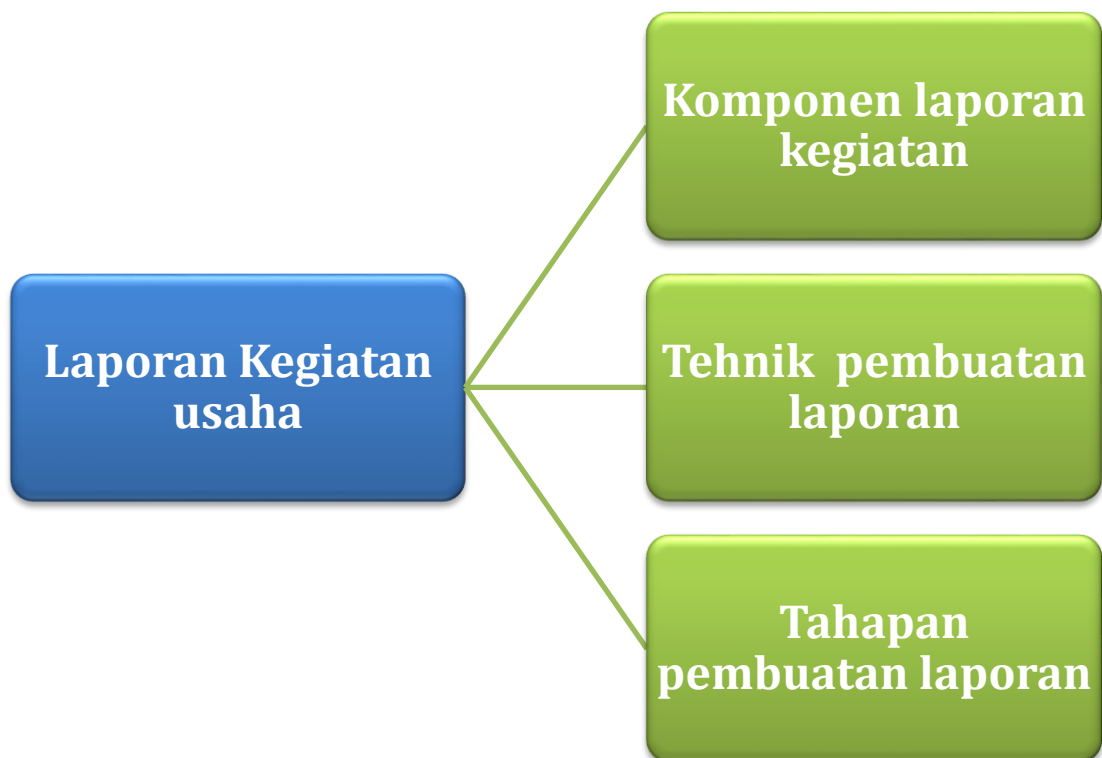 Komponen laporan
kegiatan
Laporan Kegiatan
usaha
Tehnik  pembuatan
laporan
Tahapan
pembuatan laporan